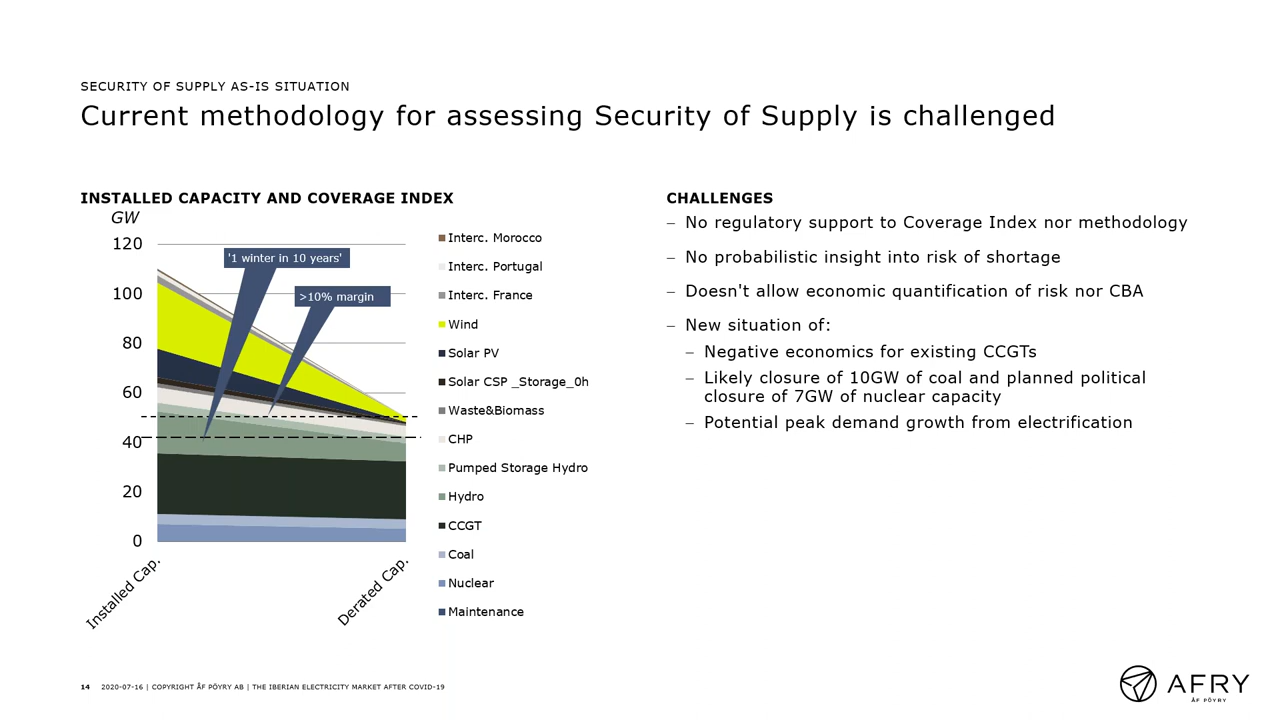 SECURITY OF SUPPLY AS-IS SITUATION
Current methodology for assessing Security of Supply is challenged
INSTALLED CAPACITY AND COVERAGE INDEX
GW
120
100
80
60
40
20
0
'1 winter in 10 years'
>10% margin
Installed Cap.
Derated Cap.
Interc. Morocco
Interc. Portugal
Interc. France
Wind
Solar PV
Solar CSP _Storage_0h
Waste&Biomass
CHP
Pumped Storage Hydro
Hydro
CCGT
Coal
Nuclear
Maintenance
CHALLENGES
– No regulatory support to Coverage Index nor methodology
– No probabilistic insight into risk of shortage
– Doesn't allow economic quantification of risk nor CBA
– New situation of:
– Negative economics for existing CCGTs
– Likely closure of 10GW of coal and planned political
closure of 7GW of nuclear capacity
– Potential peak demand growth from electrification
14 2020-07-16 | COPYRIGHT ÅF PÖYRY AB | THE IBERIAN ELECTRICITY MARKET AFTER COVID-19
AFRY
ÅF PÖYRY